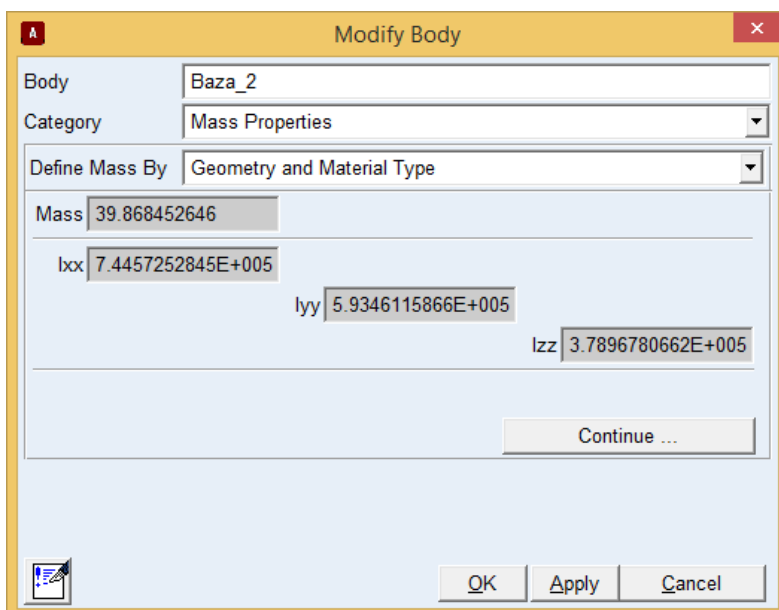 Modify Body
Body Baza_2
Category Mass Properties
Define Mass By Geometry and Material Type
Mass 39.868452646
Ixx 7.4457252845E+005
Iyy 5.9346115866E+005
Izz 3.7896780662E+005
Continue ...
OK Apply Cancel